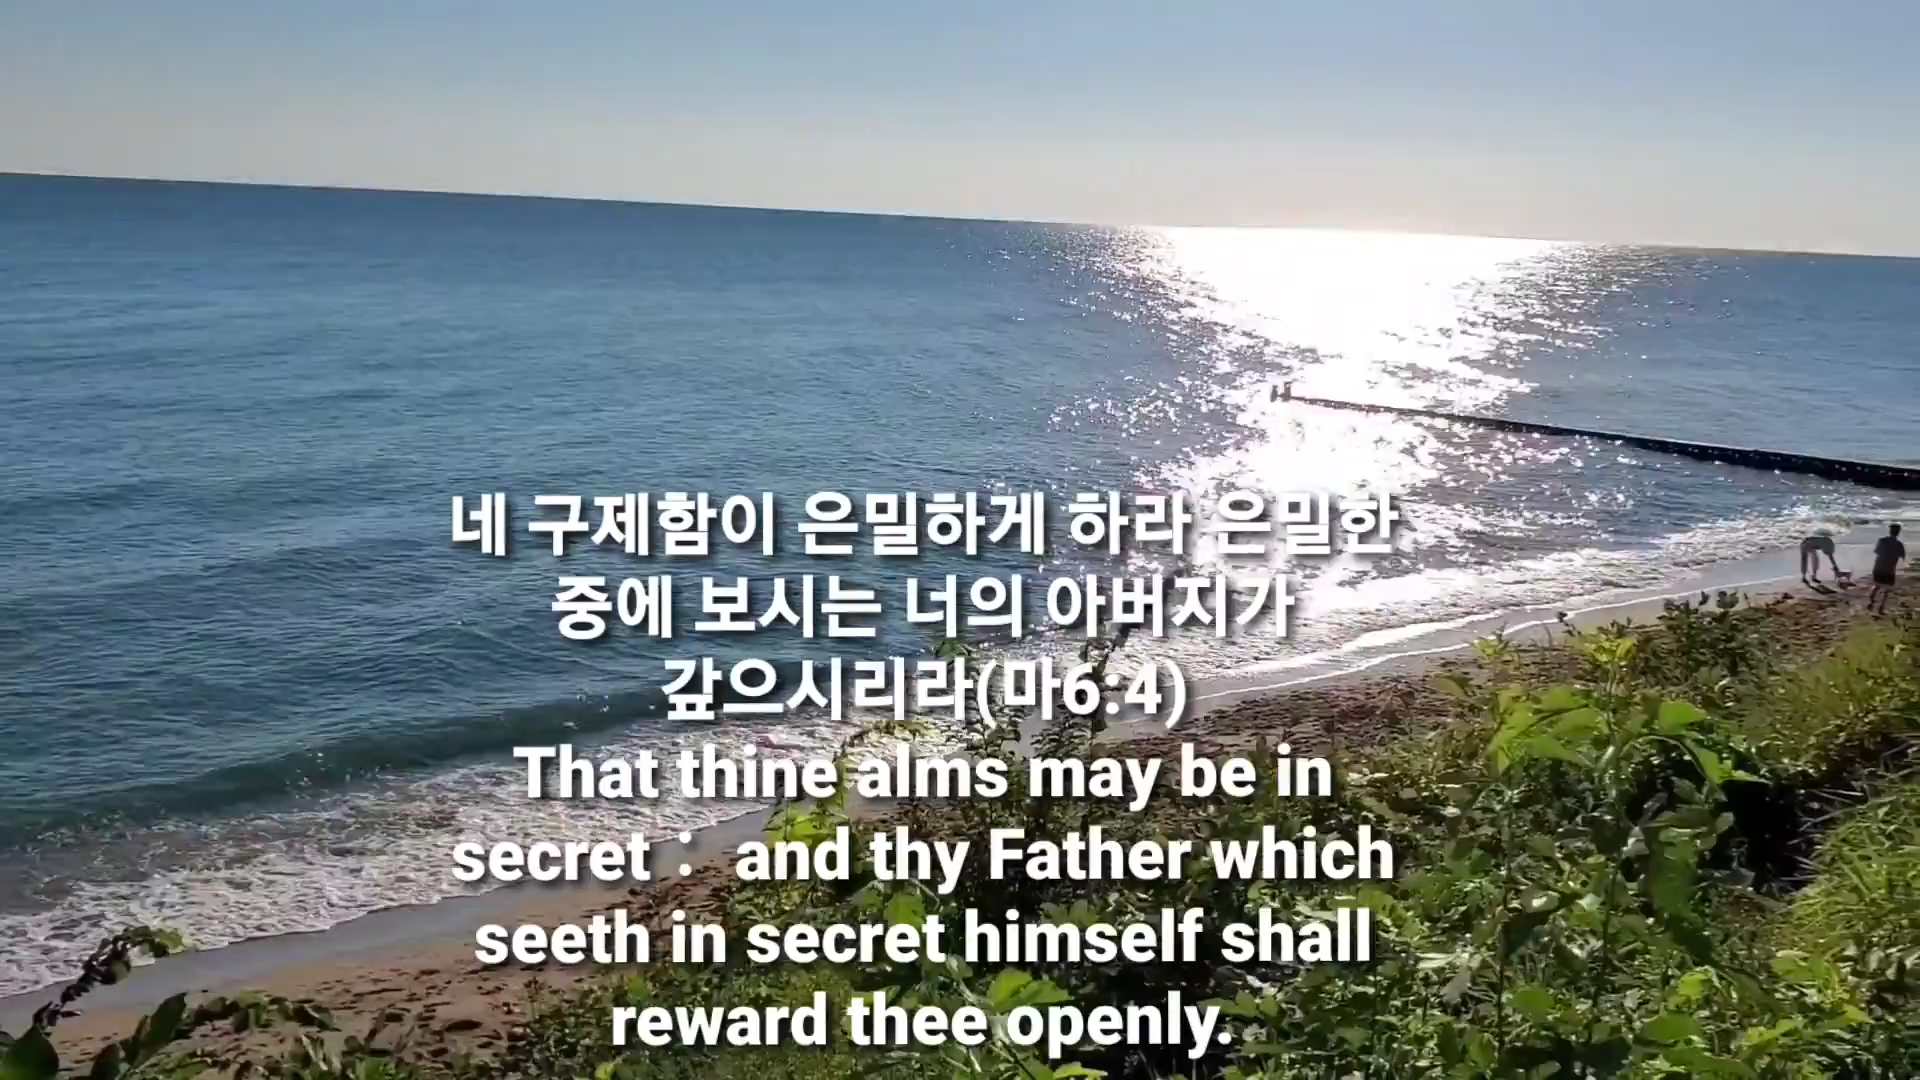 네 구제함이 은밀하게 하라 은밀한
중에 보시는 너의 아버지가
갚으시리라(마6:4)
That thine alms may be in
secret : and thy Father which
seeth in secret himself shall
reward thee openly.